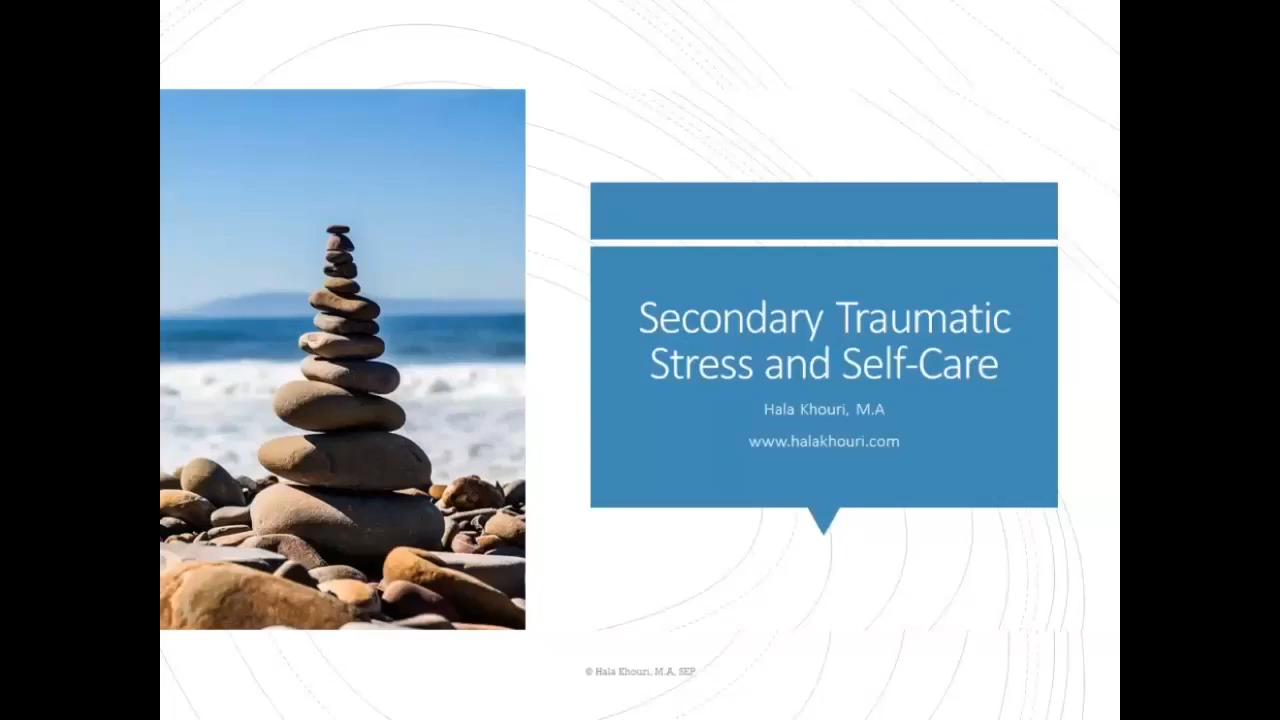 Secondary Traumatic
Stress and Self-Care
Hala Khouri, M.A
www.halakhouri.com
© Hala Khouri, M.A, SEP